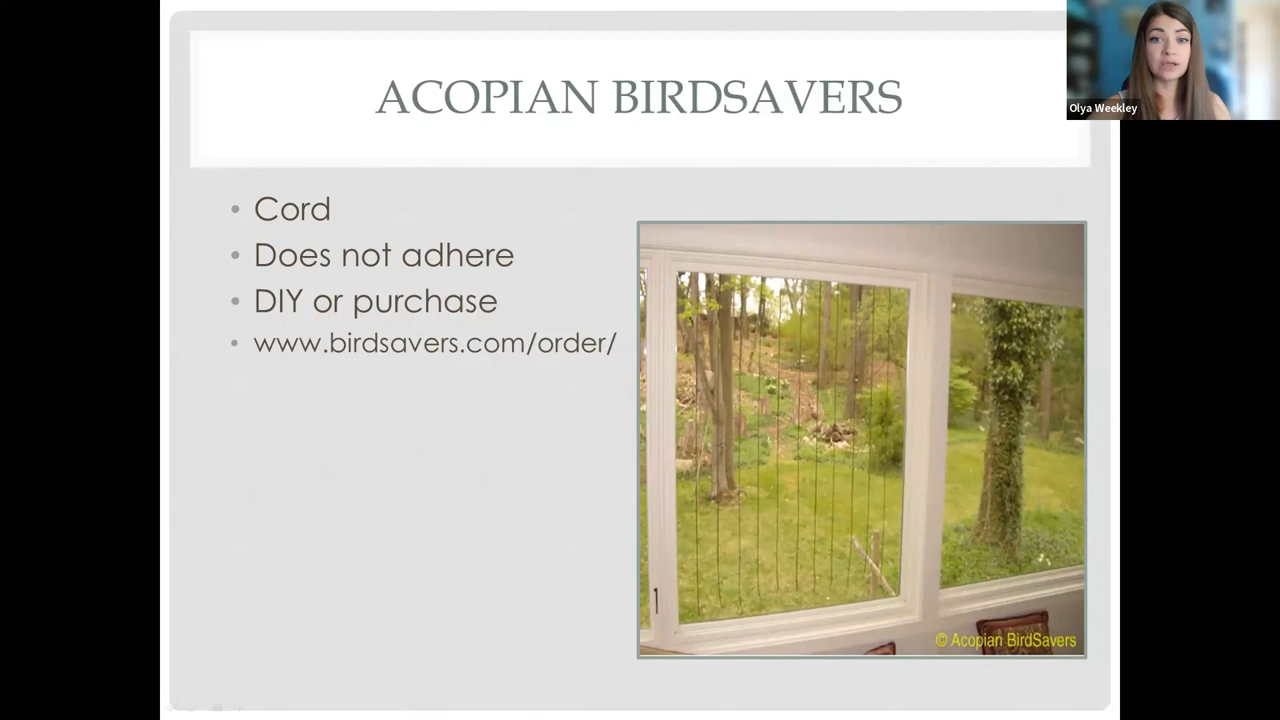 ACOPIAN BIRDSAVERS
Olya Weekley
• Cord
• Does not adhere
• DIY or purchase
• www.birdsavers.com/order/
© Acopian BirdSavers